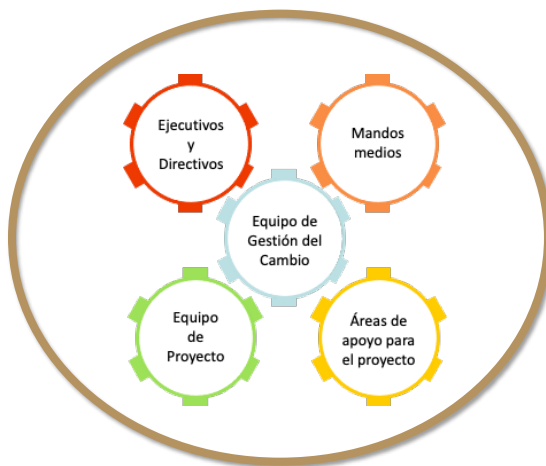 Ejecutivos
y
Directivos
Mandos
medios
Equipo de
Gestión del
Cambio
Equipo
de
Proyecto
Áreas de
apoyo para
el proyecto